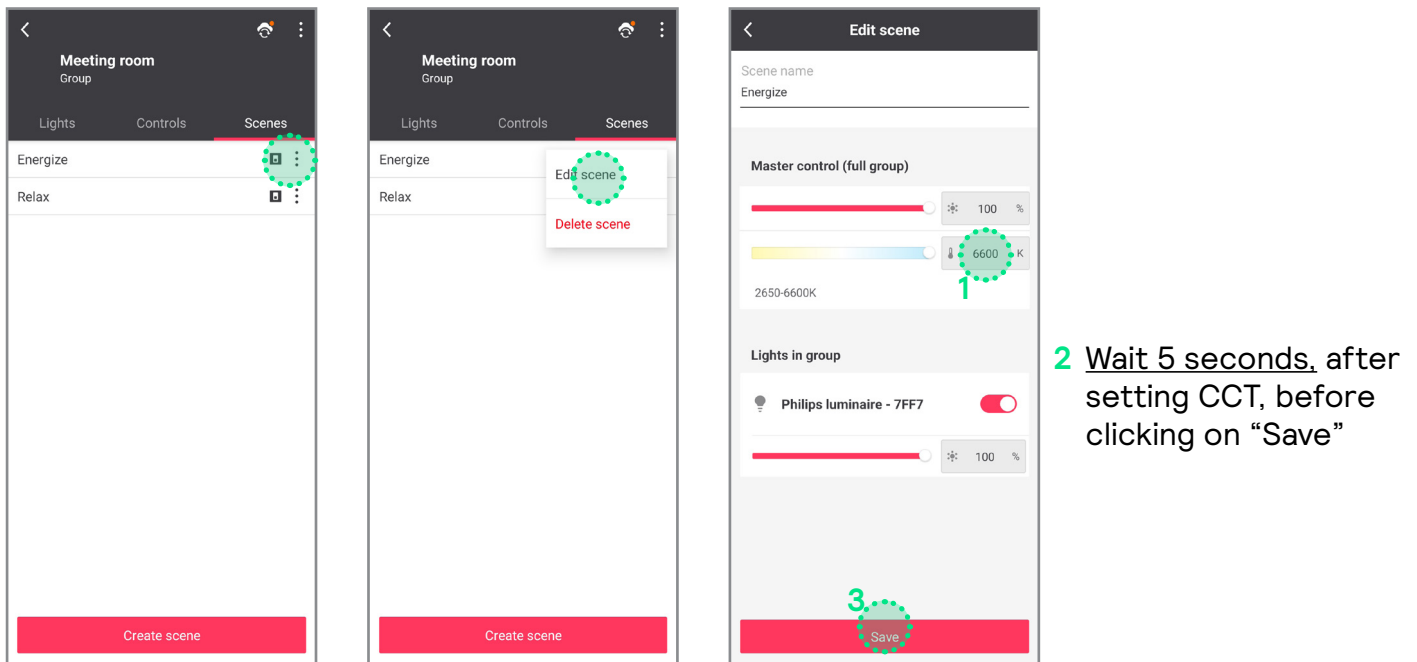 Meeting room
Group
Lights Controls Scenes
Energize
Relax
Create scene
Meeting room
Group
Lights Controls Scenes
Energize
Relax
Edit scene
Delete scene
Create scene
Edit scene
Scene name
Energize
Master control (full group)
100 %
6600 K
1
2650-6600K
Lights in group
Philips luminaire - 7FF7
100 %
3
Save
2 Wait 5 seconds, after
setting CCT, before
clicking on “Save”